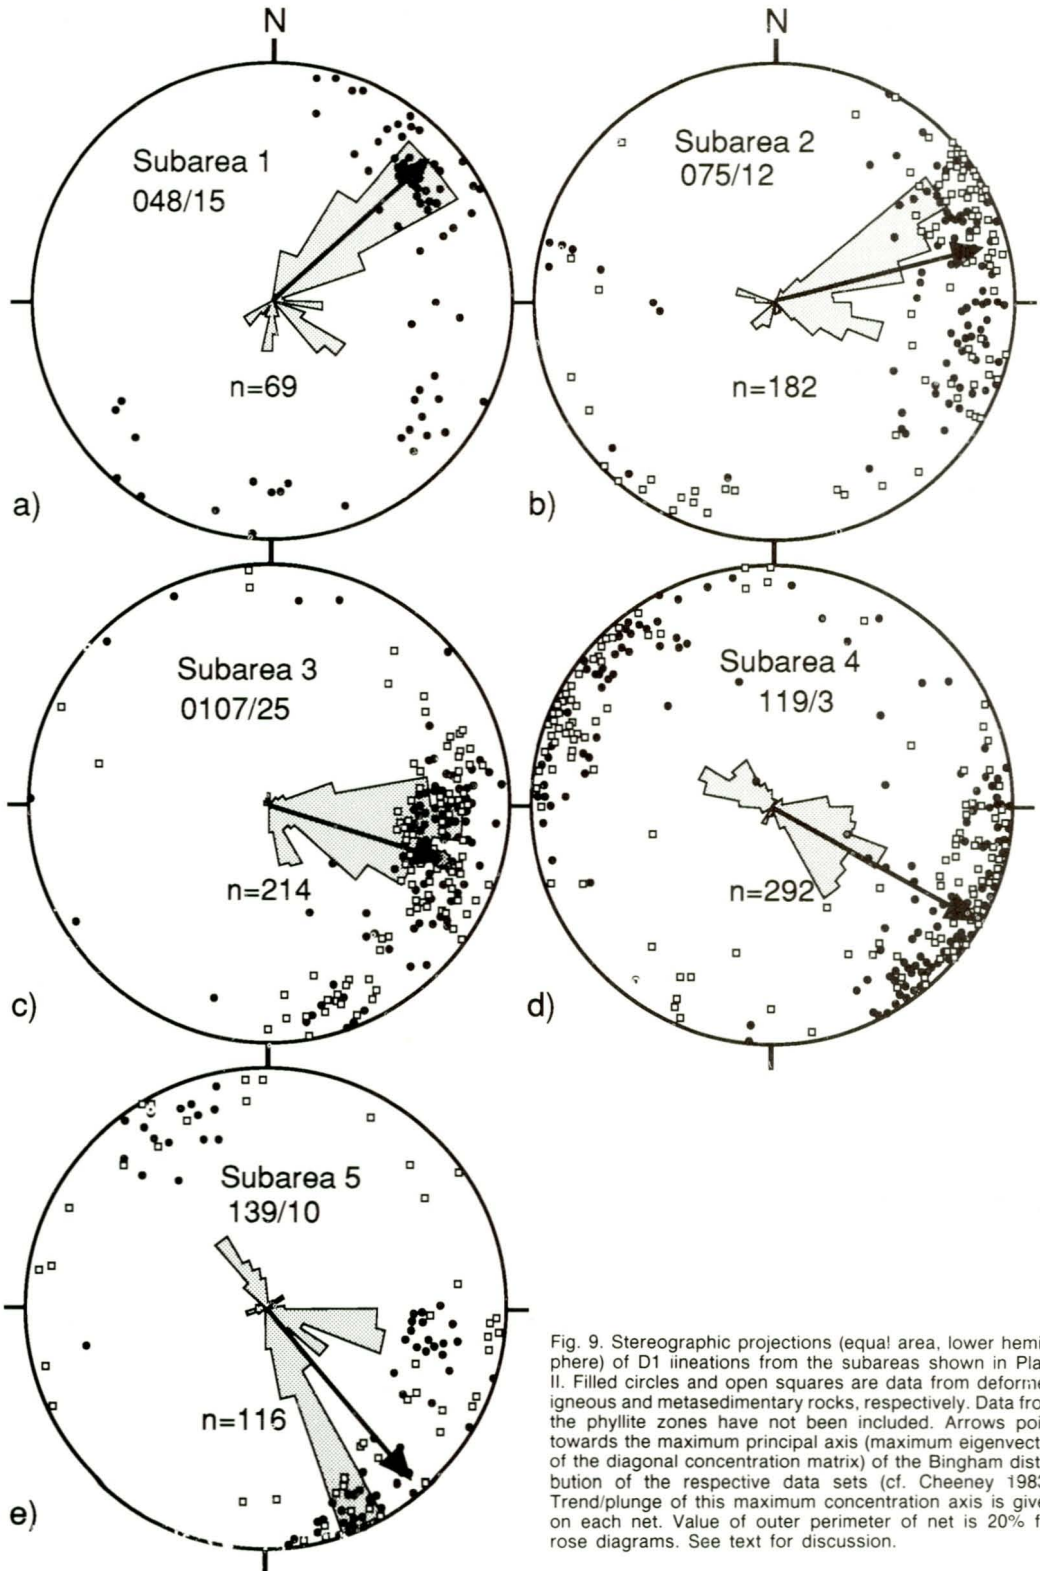 N
N
Subarea 1
048/15
n=69
a)
Subarea 2
075/12
n=182
b)
Subarea 3
0107/25
n=214
c)
Subarea 4
119/3
n=292
d)
Subarea 5
139/10
n=116
e)
Fig. 9. Stereographic projections (equal area, lower hemi
phere) of D1 lineations from the subareas shown in Pla
II. Filled circles and open squares are data from deforme
igneous and metasedimentary rocks, respectively. Data fro
the phyllite zones have not been included. Arrows poi
towards the maximum principal axis (maximum eigenvect
of the diagonal concentration matrix) of the Bingham dist
bution of the respective data sets (cf. Cheeney 1983
Trend/plunge of this maximum concentration axis is give
on each net. Value of outer perimeter of net is 20% f
rose diagrams. See text for discussion.